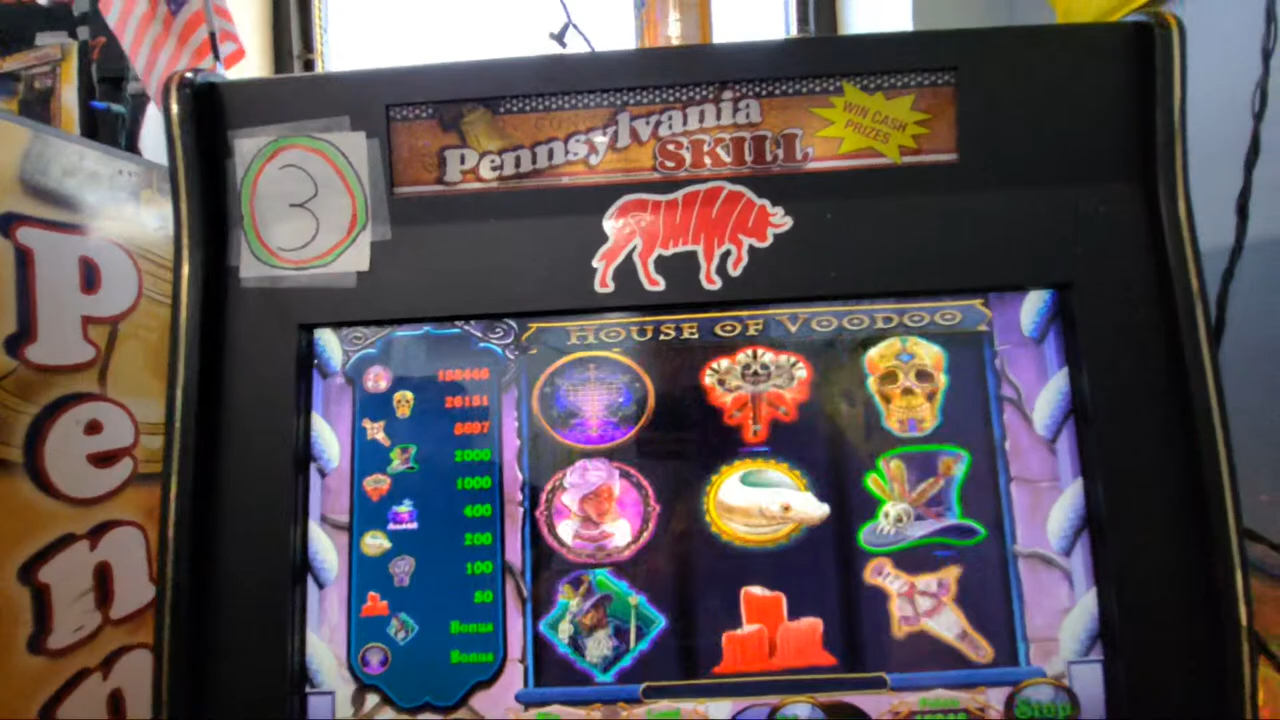 Pennsylvania
SKILL
WIN CASH
PRIZES
3
Penn
HOUSE OF VOODOO
158446
26151
8697
2000
1000
400
200
100
50
Bonus
Bonus
Stop